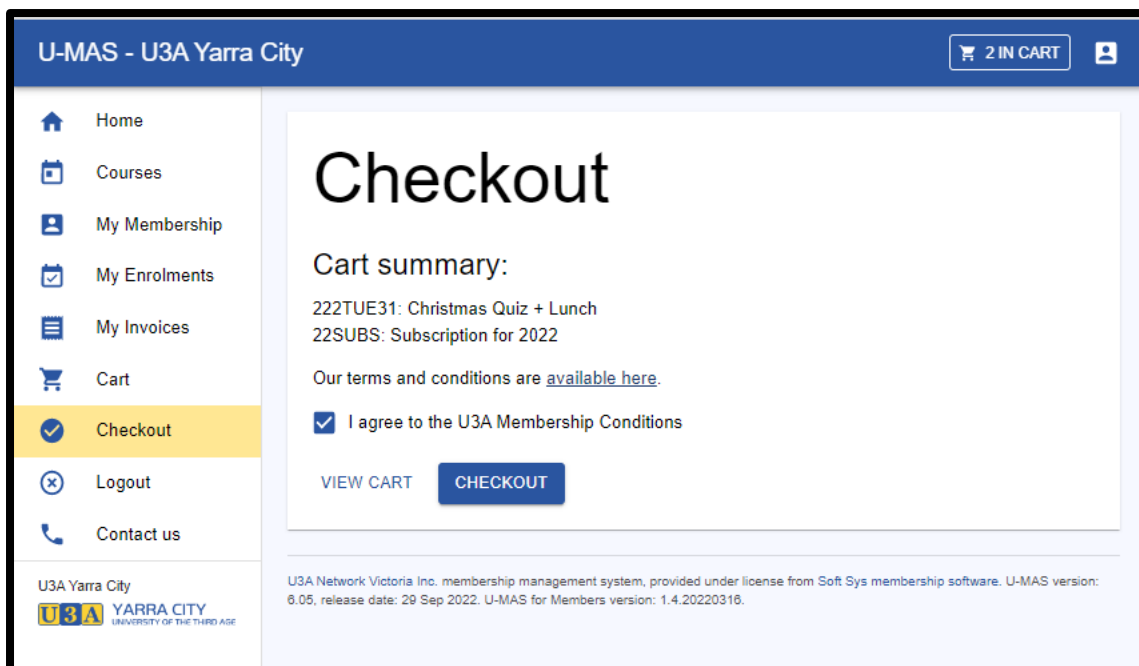 U-MAS - U3A Yarra City
2 IN CART
Home
Courses
My Membership
My Enrolments
My Invoices
Cart
Checkout
Logout
Contact us
U3A Yarra City
U3A YARRA CITY
UNIVERSITY OF THE THIRD AGE
Checkout
Cart summary:
222TUE31: Christmas Quiz + Lunch
22SUBS: Subscription for 2022
Our terms and conditions are available here.
I agree to the U3A Membership Conditions
VIEW CART
CHECKOUT
U3A Network Victoria Inc. membership management system, provided under license from Soft Sys membership software. U-MAS version:
6.05, release date: 29 Sep 2022. U-MAS for Members version: 1.4.20220316.